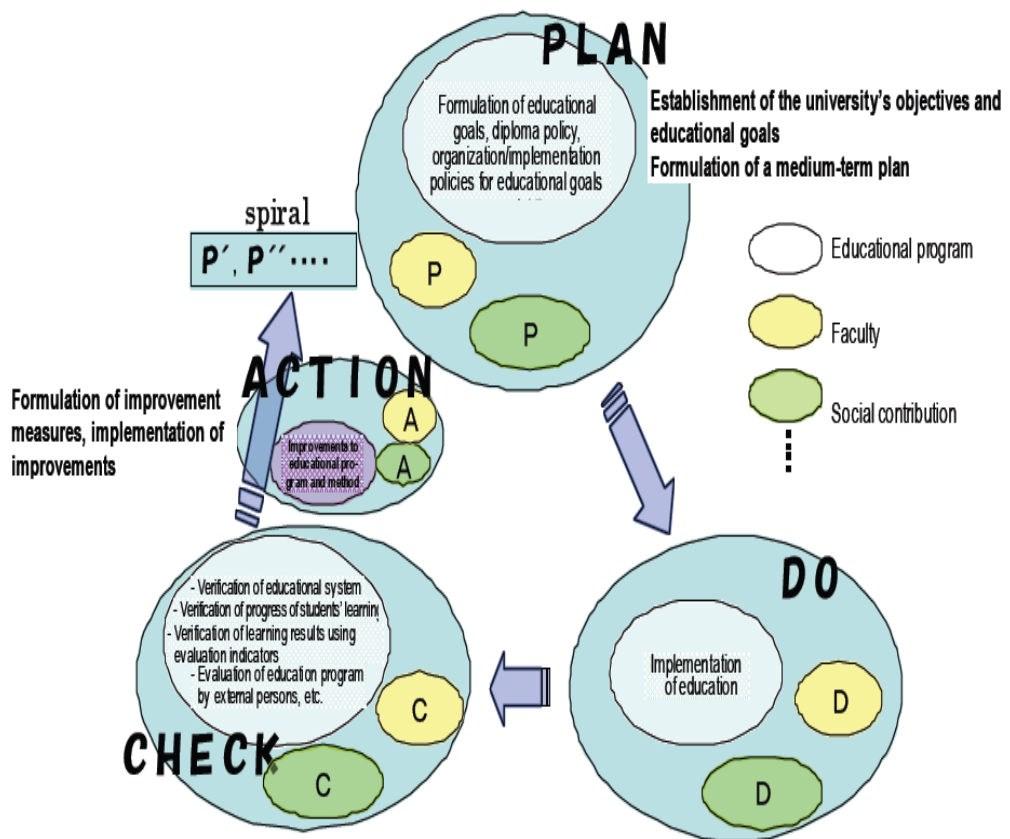 PLAN
Formulation of educational
goals, diploma policy,
organization/implementation
policies for educational goals
Establishment of the university's objectives and
educational goals
Formulation of a medium-term plan
spiral
P′, P′′····
P
P
Educational program
Faculty
Social contribution
ACTION
A
A
Improvements to
educational pro-
gram and method
Formulation of improvement
measures, implementation of
improvements
DO
Implementation
of education
D
D
- Verification of educational system
- Verification of progress of students' learning
- Verification of learning results using
evaluation indicators
- Evaluation of education program
by external persons, etc.
C
CHECK
C